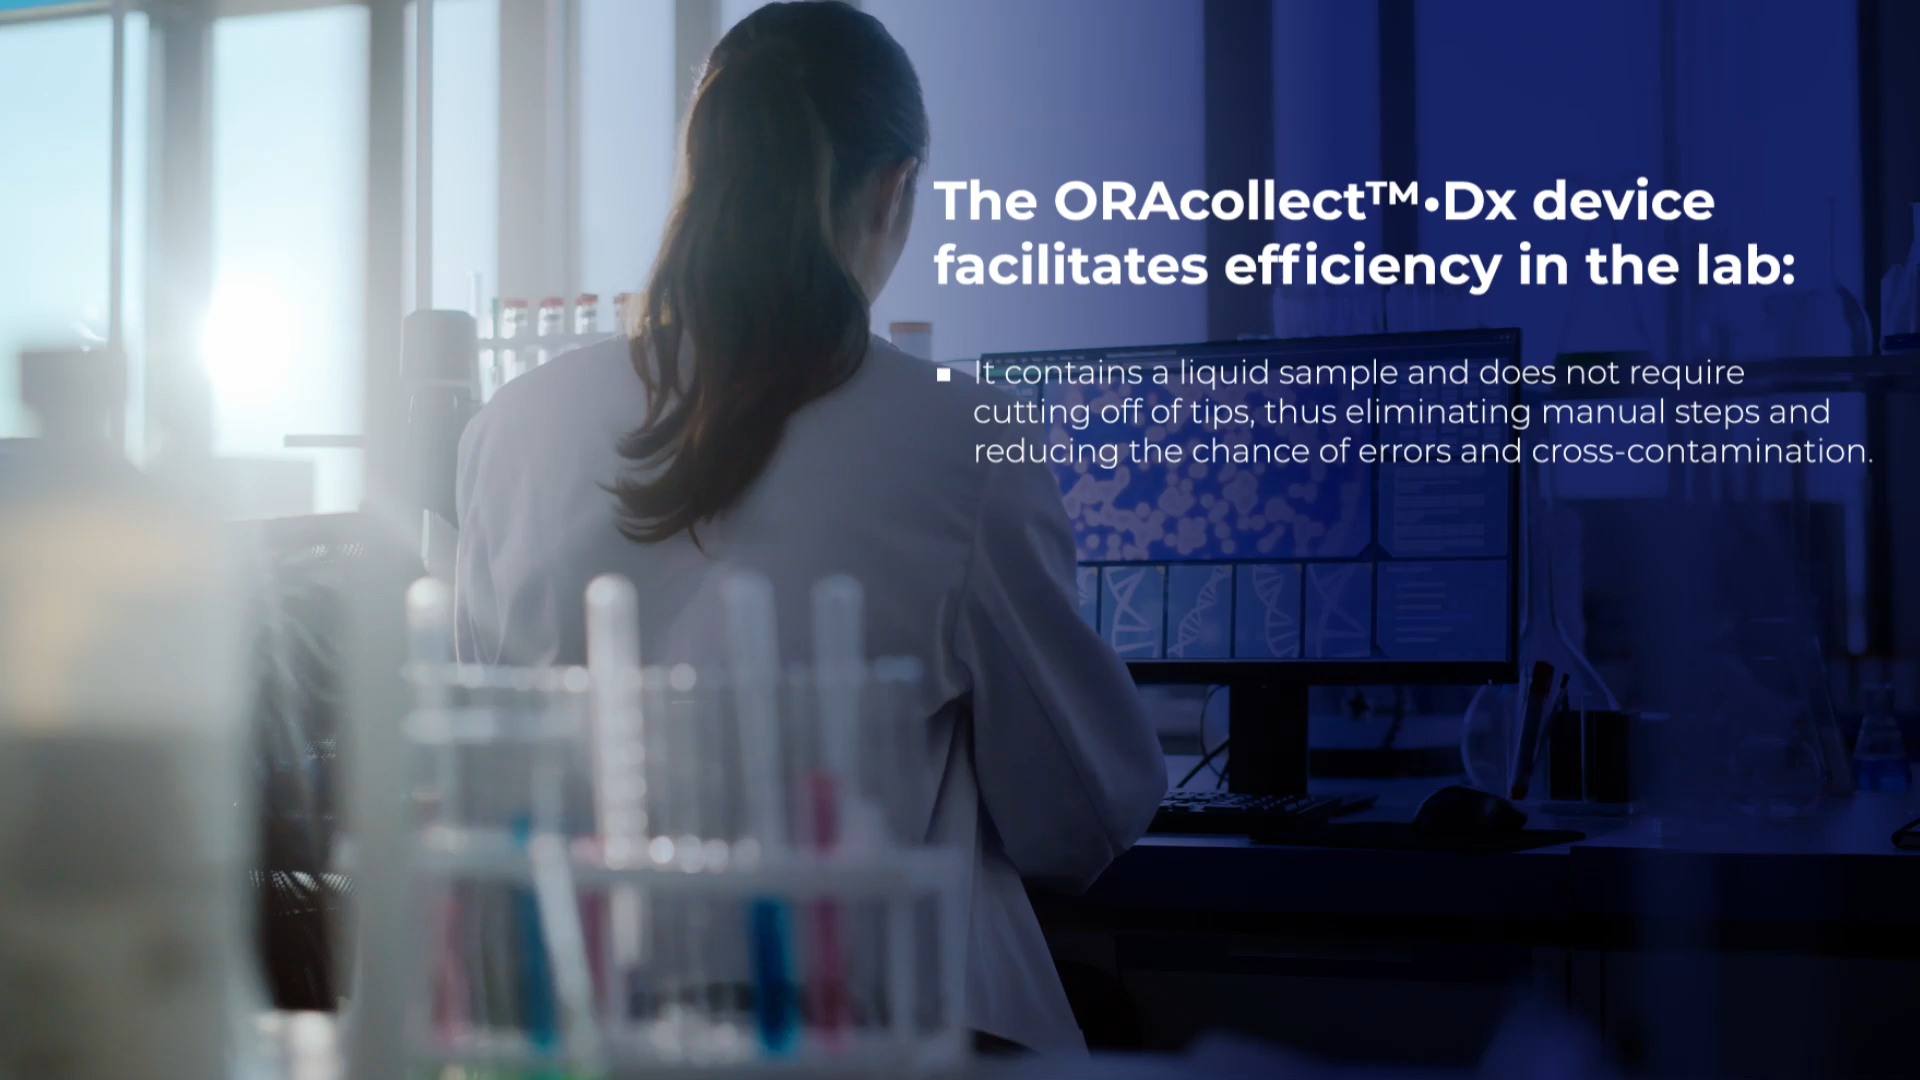 The ORAcollect™•Dx device
facilitates efficiency in the lab:
▪ It contains a liquid sample and does not require
cutting off of tips, thus eliminating manual steps and
reducing the chance of errors and cross-contamination.